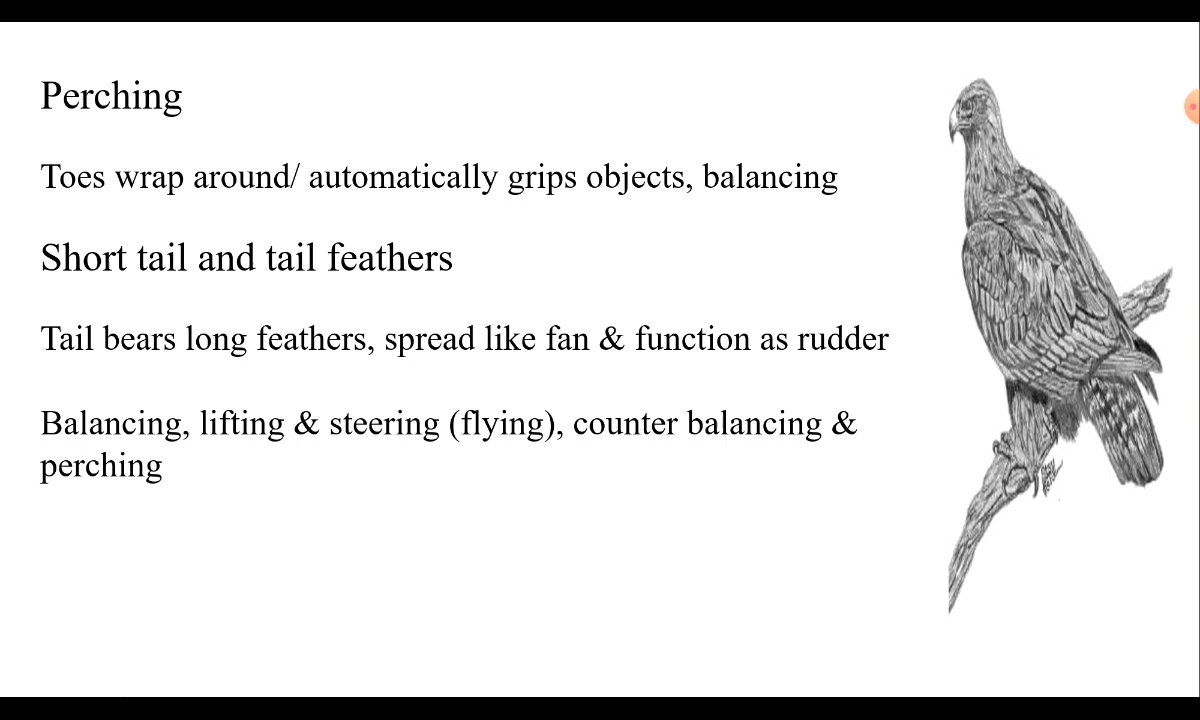 Perching
Toes wrap around/ automatically grips objects, balancing
Short tail and tail feathers
Tail bears long feathers, spread like fan & function as rudder
Balancing, lifting & steering (flying), counter balancing &
perching